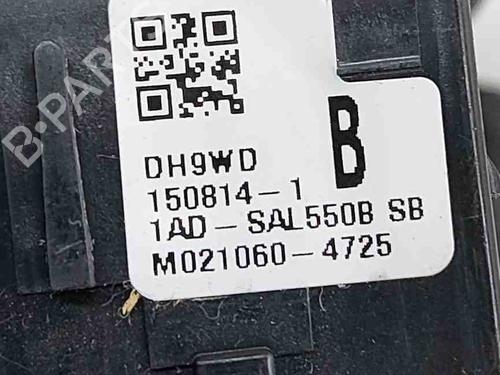 B-PARTS
B
DH9WD
150814-1
1AD-SAL550B SB
M021060-4725